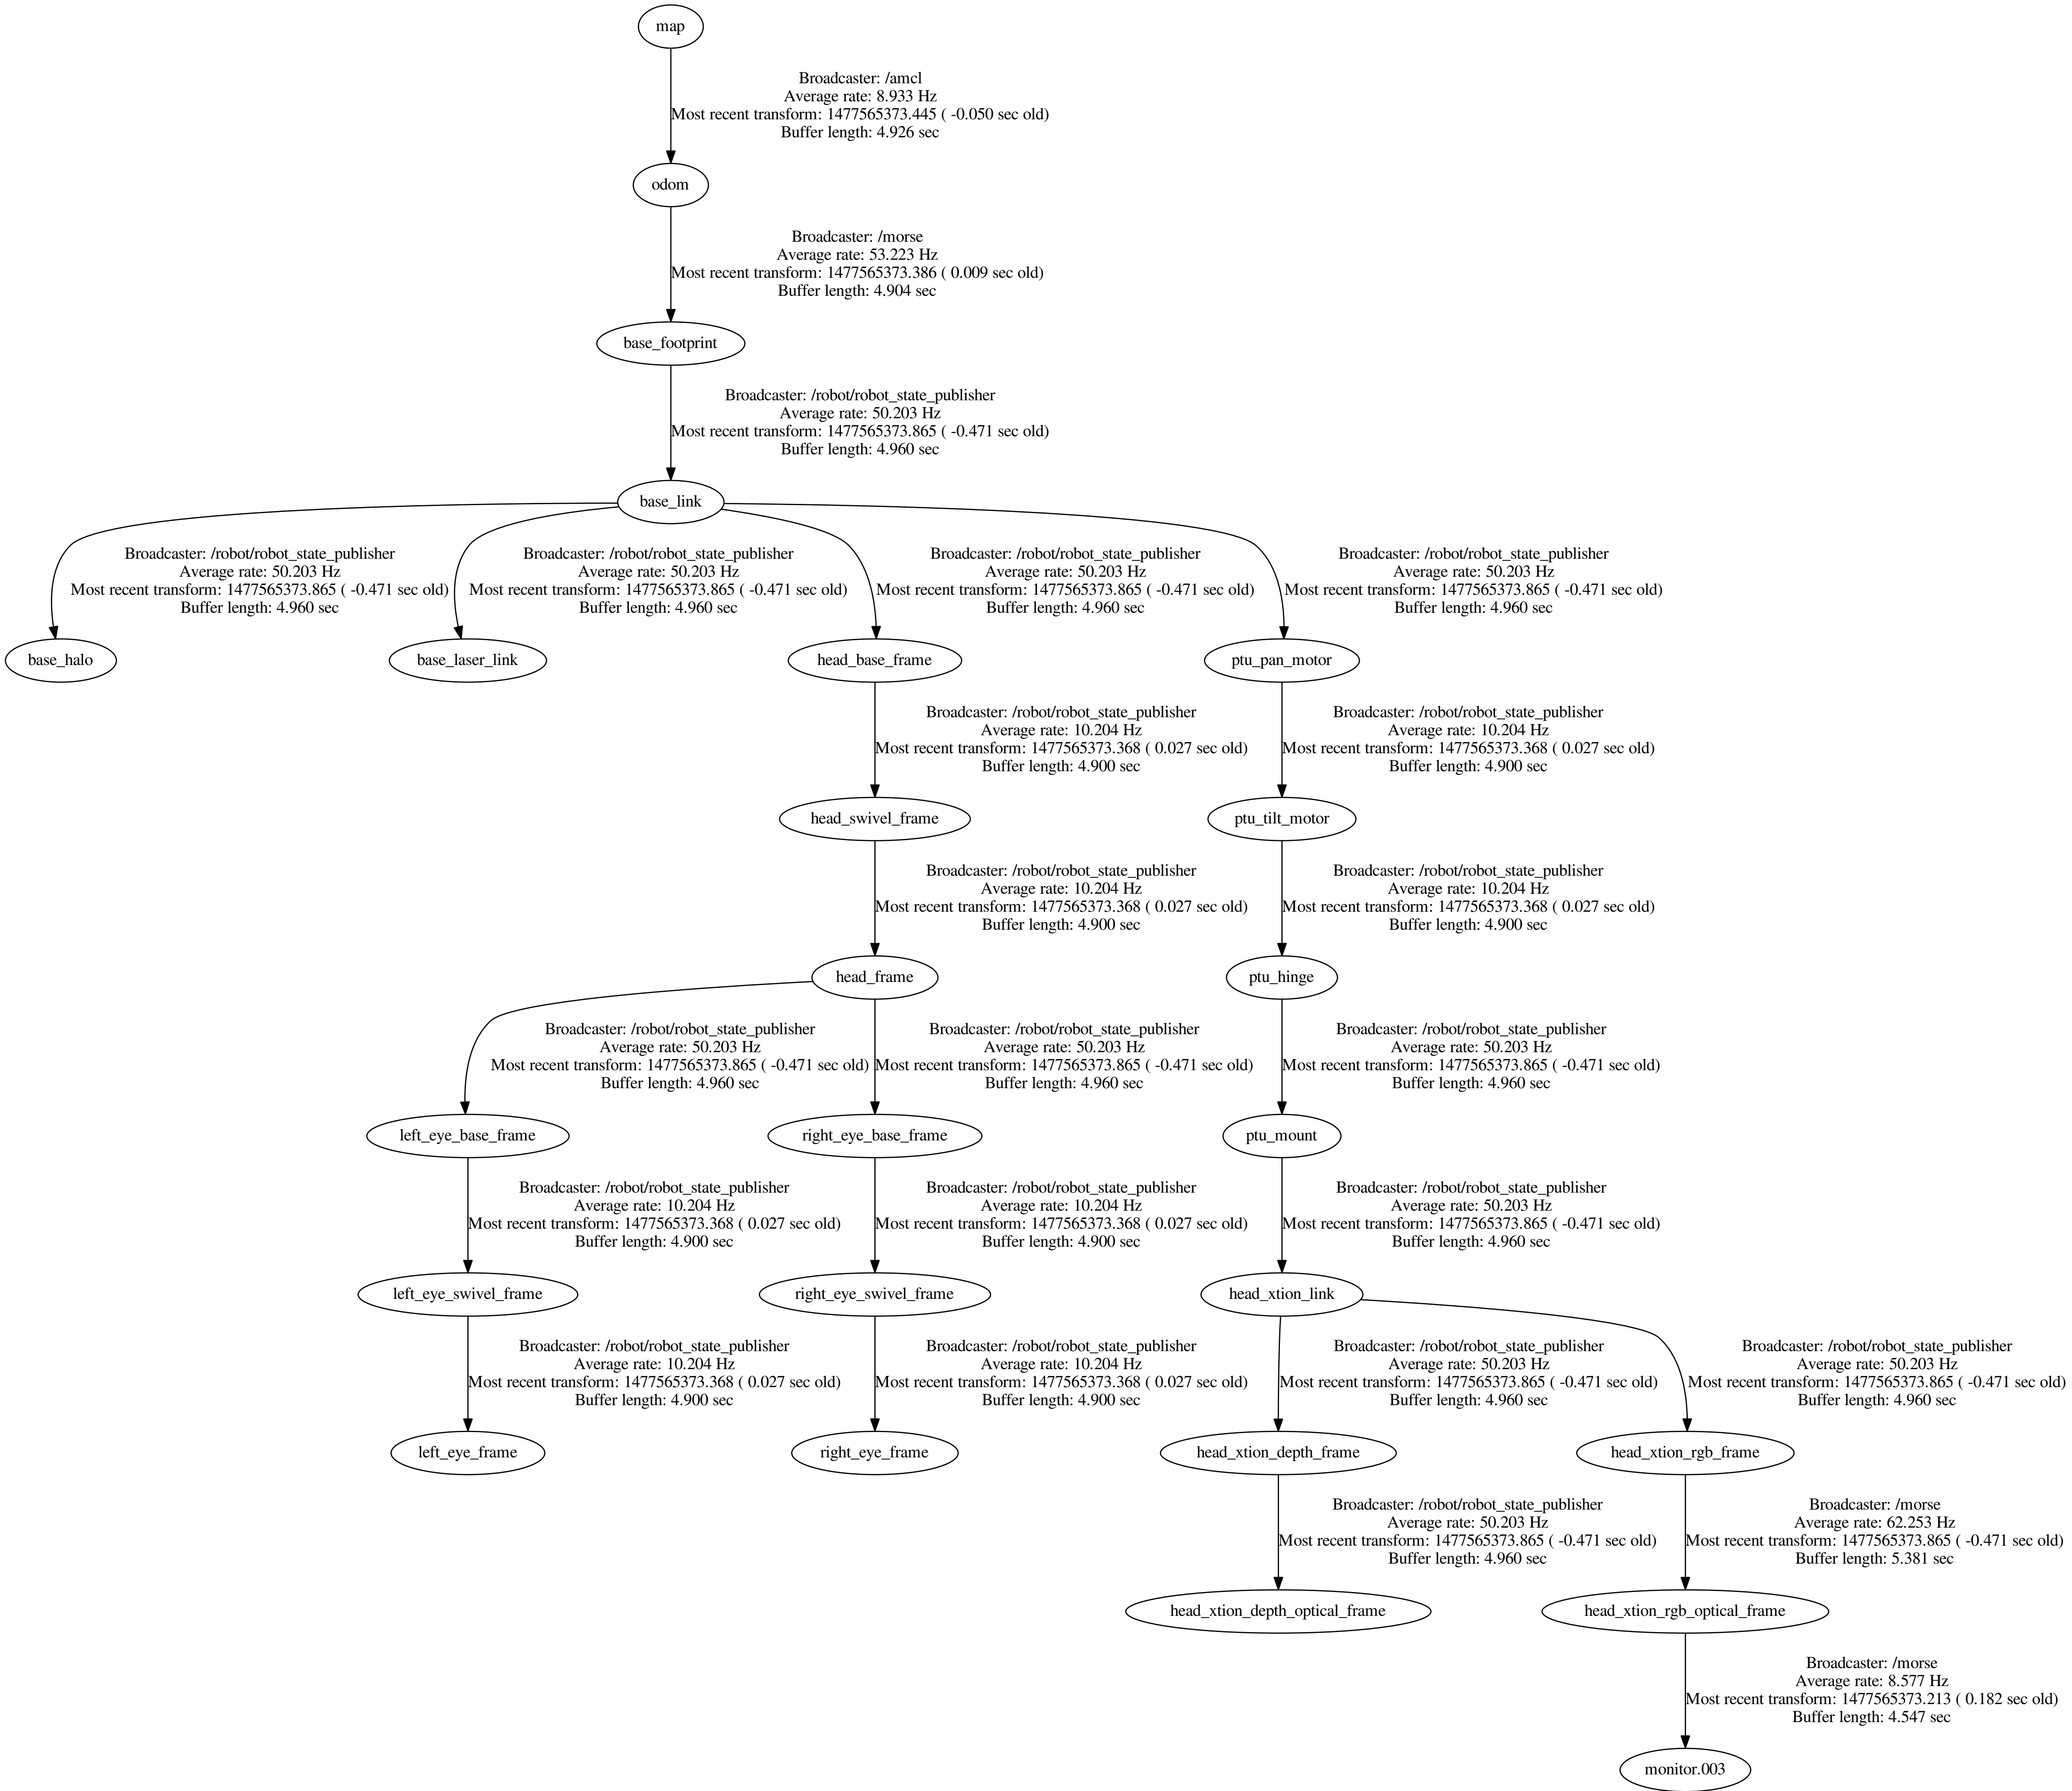 map
Broadcaster: /amcl
Average rate: 8.933 Hz
Most recent transform: 1477565373.445 ( -0.050 sec old)
Buffer length: 4.926 sec
odom
Broadcaster: /morse
Average rate: 53.223 Hz
Most recent transform: 1477565373.386 ( 0.009 sec old)
Buffer length: 4.904 sec
base_footprint
Broadcaster: /robot/robot_state_publisher
Average rate: 50.203 Hz
Most recent transform: 1477565373.865 ( -0.471 sec old)
Buffer length: 4.960 sec
base_link
Broadcaster: /robot/robot_state_publisher
Average rate: 50.203 Hz
Most recent transform: 1477565373.865 ( -0.471 sec old)
Buffer length: 4.960 sec
Broadcaster: /robot/robot_state_publisher
Average rate: 50.203 Hz
Most recent transform: 1477565373.865 ( -0.471 sec old)
Buffer length: 4.960 sec
Broadcaster: /robot/robot_state_publisher
Average rate: 50.203 Hz
Most recent transform: 1477565373.865 ( -0.471 sec old)
Buffer length: 4.960 sec
Broadcaster: /robot/robot_state_publisher
Average rate: 50.203 Hz
Most recent transform: 1477565373.865 ( -0.471 sec old)
Buffer length: 4.960 sec
base_halo
base_laser_link
head_base_frame
ptu_pan_motor
Broadcaster: /robot/robot_state_publisher
Average rate: 10.204 Hz
Most recent transform: 1477565373.368 ( 0.027 sec old)
Buffer length: 4.900 sec
Broadcaster: /robot/robot_state_publisher
Average rate: 10.204 Hz
Most recent transform: 1477565373.368 ( 0.027 sec old)
Buffer length: 4.900 sec
head_swivel_frame
ptu_tilt_motor
Broadcaster: /robot/robot_state_publisher
Average rate: 10.204 Hz
Most recent transform: 1477565373.368 ( 0.027 sec old)
Buffer length: 4.900 sec
Broadcaster: /robot/robot_state_publisher
Average rate: 10.204 Hz
Most recent transform: 1477565373.368 ( 0.027 sec old)
Buffer length: 4.900 sec
head_frame
ptu_hinge
Broadcaster: /robot/robot_state_publisher
Average rate: 50.203 Hz
Most recent transform: 1477565373.865 ( -0.471 sec old)
Buffer length: 4.960 sec
Broadcaster: /robot/robot_state_publisher
Average rate: 50.203 Hz
Most recent transform: 1477565373.865 ( -0.471 sec old)
Buffer length: 4.960 sec
Broadcaster: /robot/robot_state_publisher
Average rate: 50.203 Hz
Most recent transform: 1477565373.865 ( -0.471 sec old)
Buffer length: 4.960 sec
left_eye_base_frame
right_eye_base_frame
ptu_mount
Broadcaster: /robot/robot_state_publisher
Average rate: 10.204 Hz
Most recent transform: 1477565373.368 ( 0.027 sec old)
Buffer length: 4.900 sec
Broadcaster: /robot/robot_state_publisher
Average rate: 10.204 Hz
Most recent transform: 1477565373.368 ( 0.027 sec old)
Buffer length: 4.900 sec
Broadcaster: /robot/robot_state_publisher
Average rate: 50.203 Hz
Most recent transform: 1477565373.865 ( -0.471 sec old)
Buffer length: 4.960 sec
left_eye_swivel_frame
right_eye_swivel_frame
head_xtion_link
Broadcaster: /robot/robot_state_publisher
Average rate: 10.204 Hz
Most recent transform: 1477565373.368 ( 0.027 sec old)
Buffer length: 4.900 sec
Broadcaster: /robot/robot_state_publisher
Average rate: 10.204 Hz
Most recent transform: 1477565373.368 ( 0.027 sec old)
Buffer length: 4.900 sec
Broadcaster: /robot/robot_state_publisher
Average rate: 50.203 Hz
Most recent transform: 1477565373.865 ( -0.471 sec old)
Buffer length: 4.960 sec
Broadcaster: /robot/robot_state_publisher
Average rate: 50.203 Hz
Most recent transform: 1477565373.865 ( -0.471 sec old)
Buffer length: 4.960 sec
left_eye_frame
right_eye_frame
head_xtion_depth_frame
head_xtion_rgb_frame
Broadcaster: /robot/robot_state_publisher
Average rate: 50.203 Hz
Most recent transform: 1477565373.865 ( -0.471 sec old)
Buffer length: 4.960 sec
Broadcaster: /morse
Average rate: 62.253 Hz
Most recent transform: 1477565373.865 ( -0.471 sec old)
Buffer length: 5.381 sec
head_xtion_depth_optical_frame
head_xtion_rgb_optical_frame
Broadcaster: /morse
Average rate: 8.577 Hz
Most recent transform: 1477565373.213 ( 0.182 sec old)
Buffer length: 4.547 sec
monitor.003